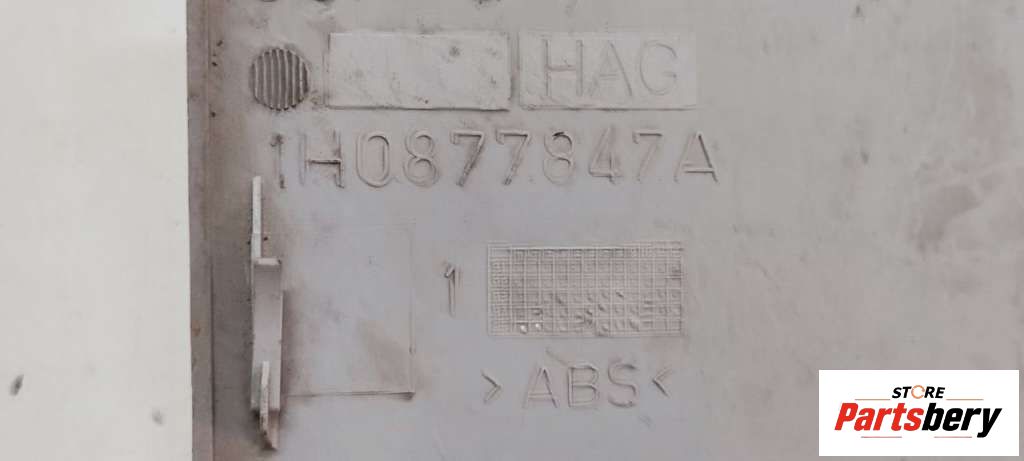 HAG
1H0877847A
1
>ABS<
STORE
Partsbery